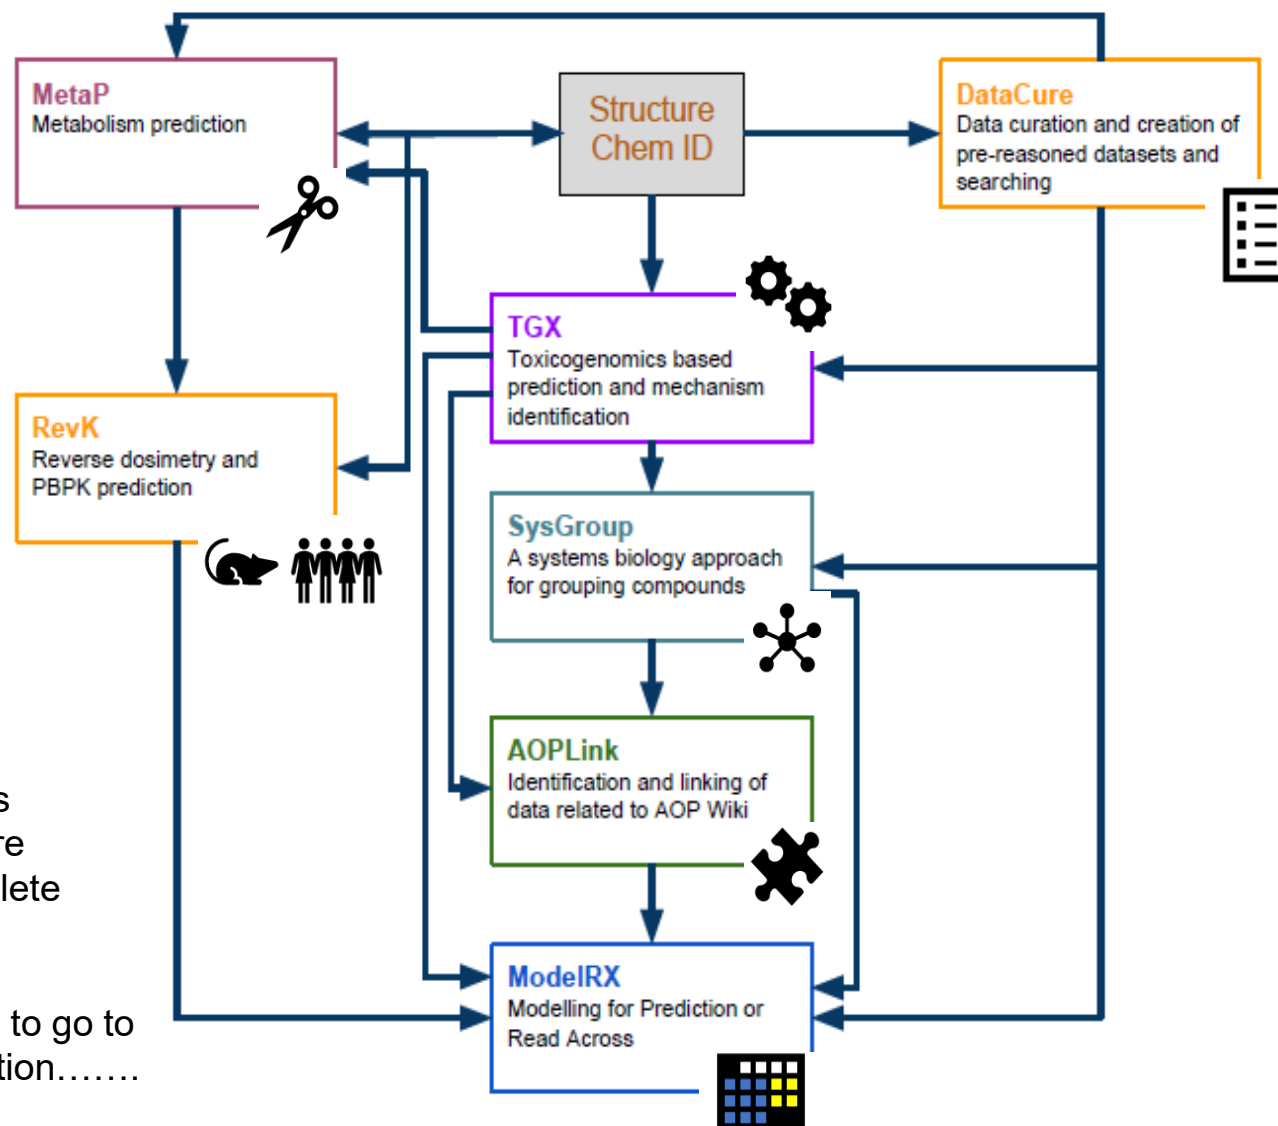 MetaP
Metabolism prediction
Structure
Chem ID
DataCure
Data curation and creation of
pre-reasoned datasets and
searching
TGX
Toxicogenomics based
prediction and mechanism
identification
RevK
Reverse dosimetry and
PBPK prediction
SysGroup
A systems biology approach
for grouping compounds
AOPLink
Identification and linking of
data related to AOP Wiki
s
re
lete
ModelRX
Modelling for Prediction or
Read Across
to go to
tion.......